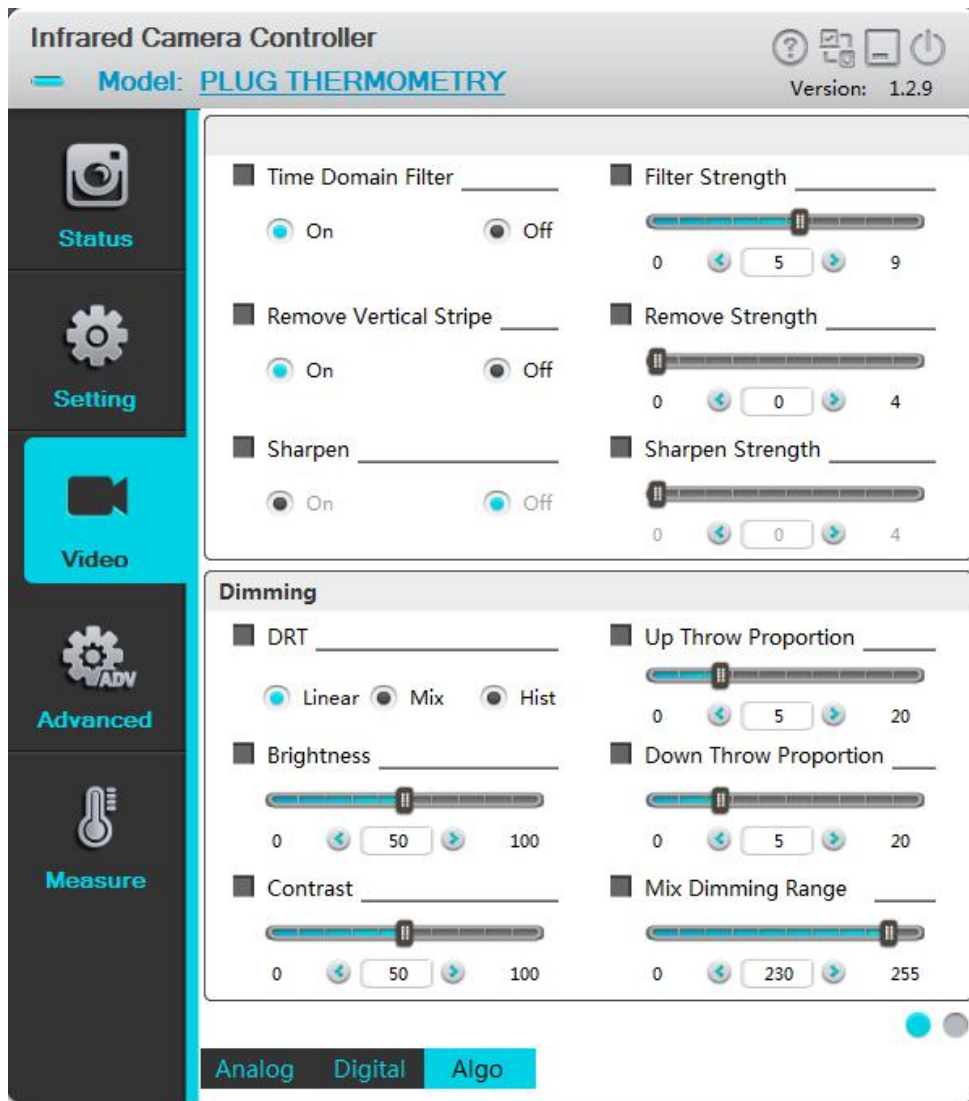 Infrared Camera Controller
Model: PLUG THERMOMETRY
Version: 1.2.9
Status
Setting
Video
ADV
Advanced
Measure
Time Domain Filter
On Off
Filter Strength
0 5 9
Remove Vertical Stripe
On Off
Remove Strength
0 0 4
Sharpen
On Off
Sharpen Strength
0 0 4
Dimming
DRT
Linear Mix Hist
Up Throw Proportion
0 5 20
Brightness
0 50 100
Down Throw Proportion
0 5 20
Contrast
0 50 100
Mix Dimming Range
0 230 255
Analog Digital Algo